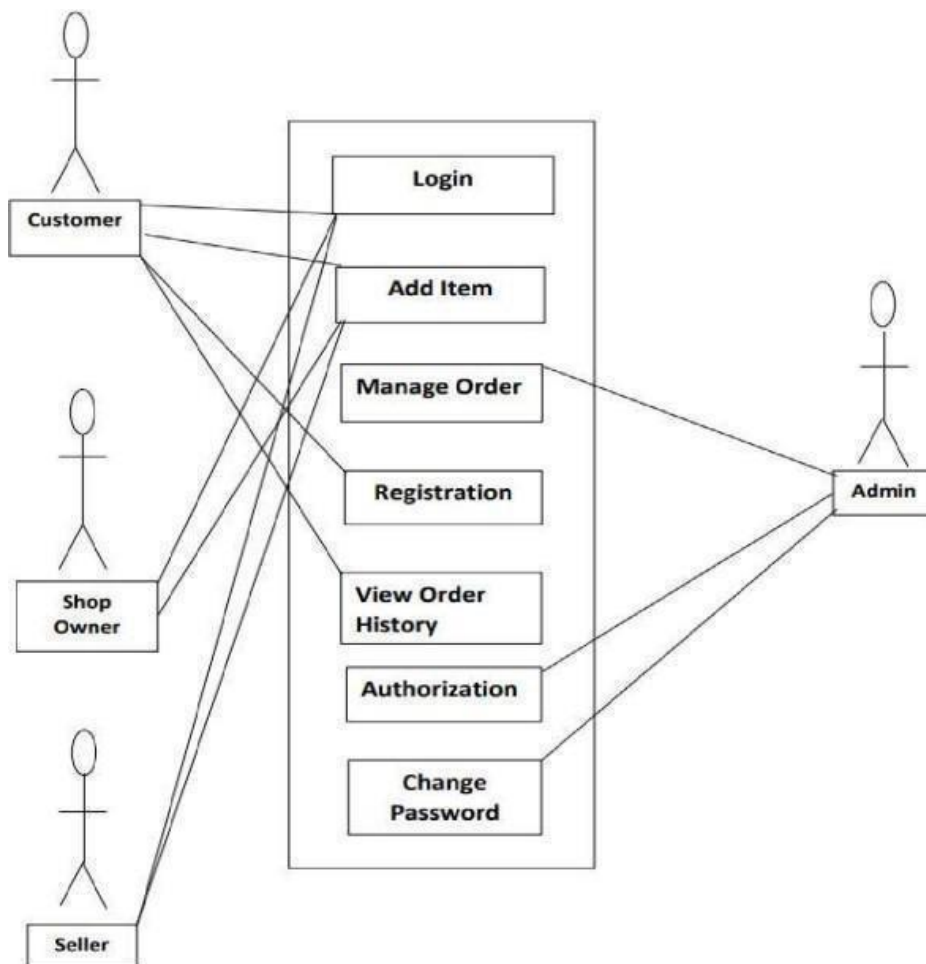 Customer
Login
Add Item
Manage Order
Registration
Admin
Shop
Owner
View Order
History
Authorization
Change
Password
Seller